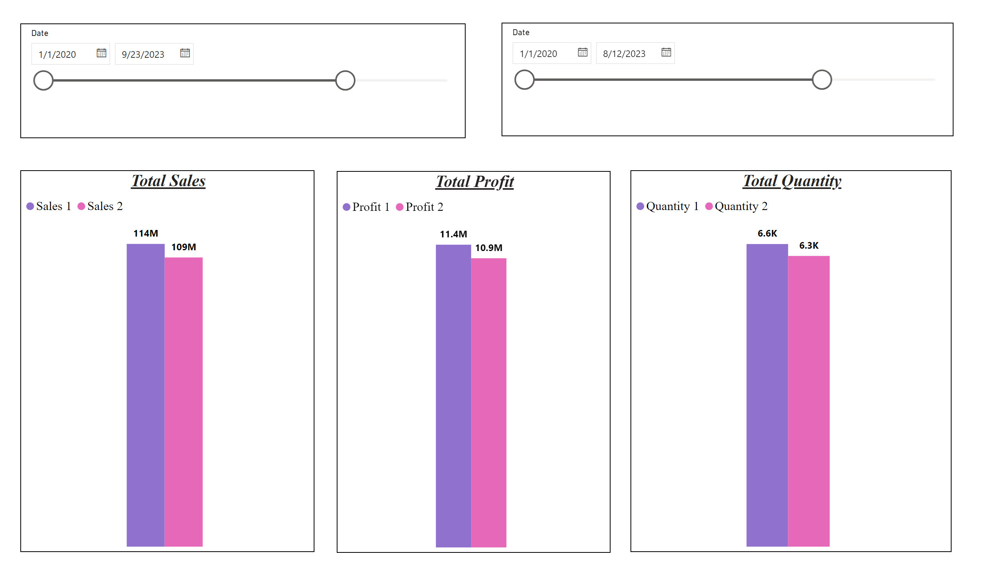 Date
1/1/2020 9/23/2023
Date
1/1/2020 8/12/2023
Total Sales
Sales 1 Sales 2
114M
109M
Total Profit
Profit 1 Profit 2
11.4M
10.9M
Total Quantity
Quantity 1 Quantity 2
6.6K
6.3K